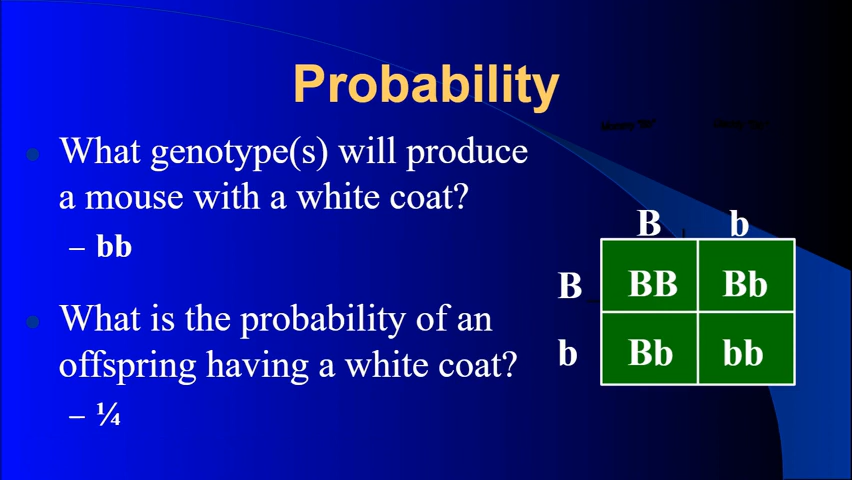 Probability
What genotype(s) will produce
a mouse with a white coat?
– bb
What is the probability of an
offspring having a white coat?
– ¼
B b
B BB Bb
b Bb bb